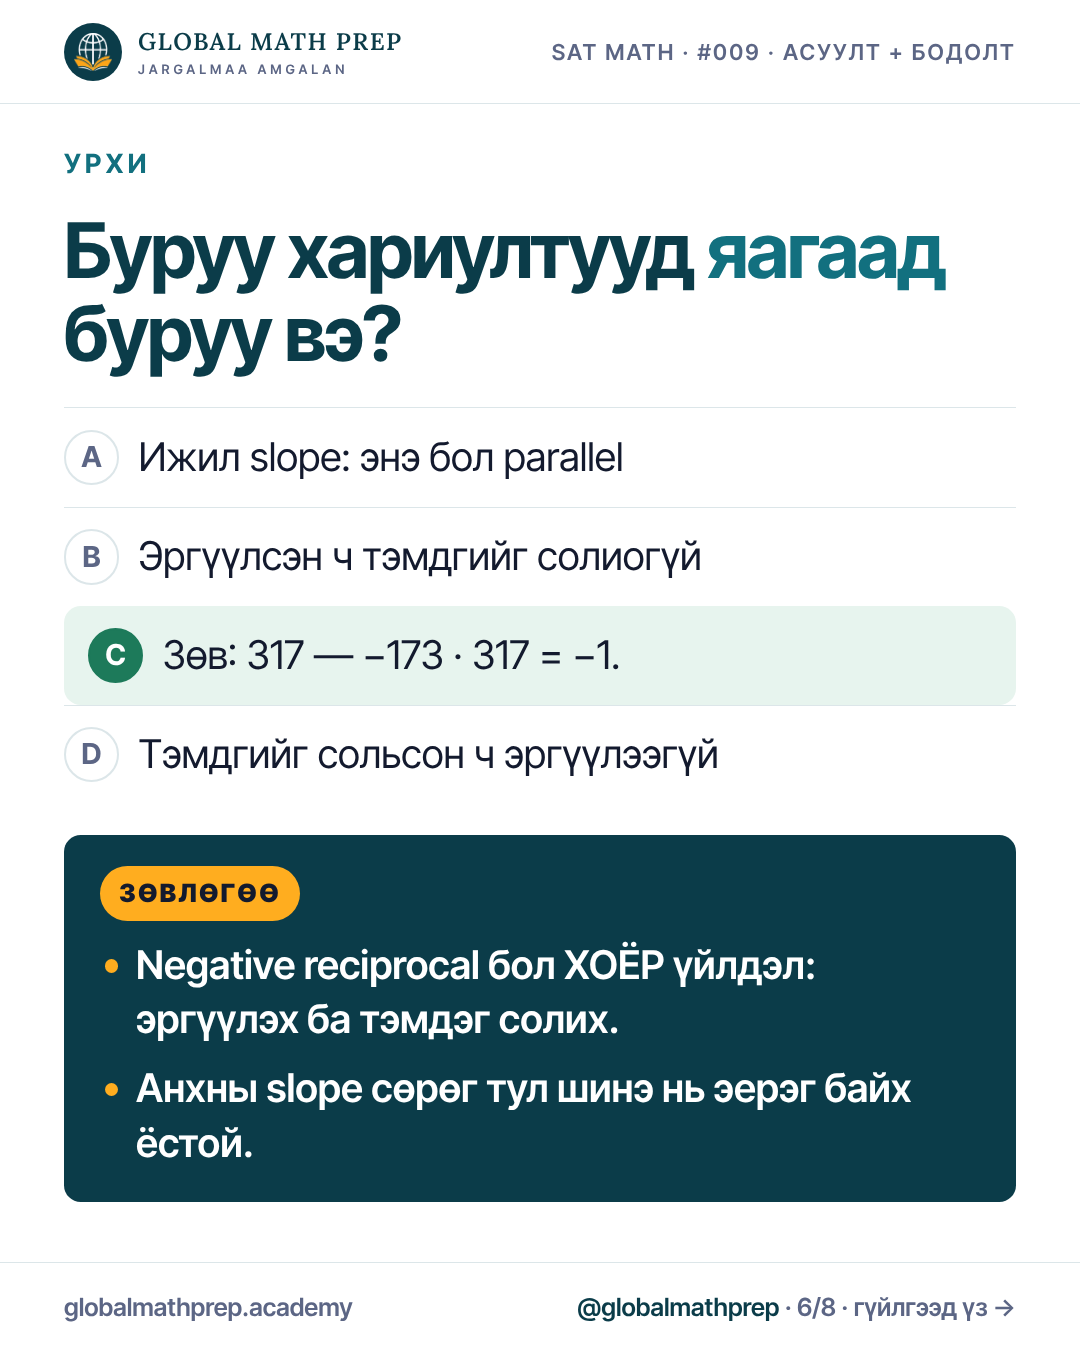 GLOBAL MATH PREP
JARGALMAA AMGALAN
SAT MATH · #009 · АСУУЛТ + БОДОЛТ
УРХИ
Буруу хариултууд яагаад
буруу вэ?
A Ижил slope: энэ бол parallel
B Эргүүлсэн ч тэмдгийг солиогүй
C Зөв: 317 — −173 · 317 = −1.
D Тэмдгийг сольсон ч эргүүлээгүй
ЗӨВЛӨГӨӨ
• Negative reciprocal бол ХОЁР үйлдэл:
эргүүлэх ба тэмдэг солих.
• Анхны slope сөрөг тул шинэ нь эерэг байх
ёстой.
globalmathprep.academy
@globalmathprep · 6/8 · гүйлгээд үз →